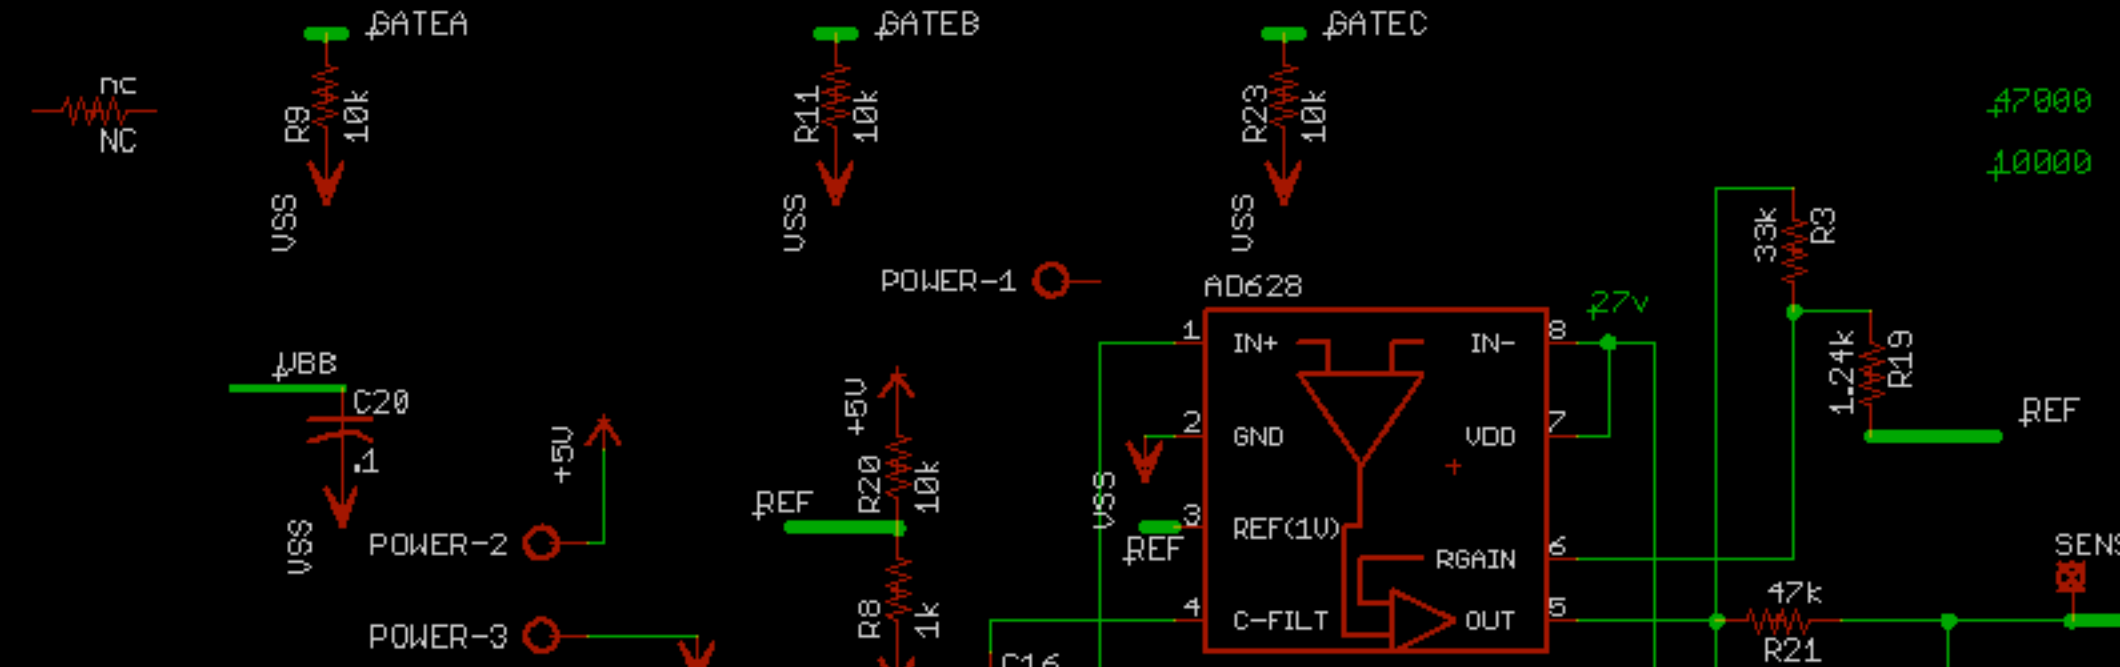 GATEA
GATEB
GATEC
nc
NC
R9
10k
R11
10k
R23
10k
47000
10000
VSS
VSS
VSS
33k
R3
POWER-1
AD628
27v
1
IN+
IN-
8
VBB
C20
.1
VSS
+5V
POWER-2
+5V
R20
10k
REF
VSS
2
GND
VDD
7
1.24k
R19
REF
3
REF(1V)
REF
RGAIN
6
SENS
POWER-3
R8
1k
4
C-FILT
OUT
5
47k
R21
C16